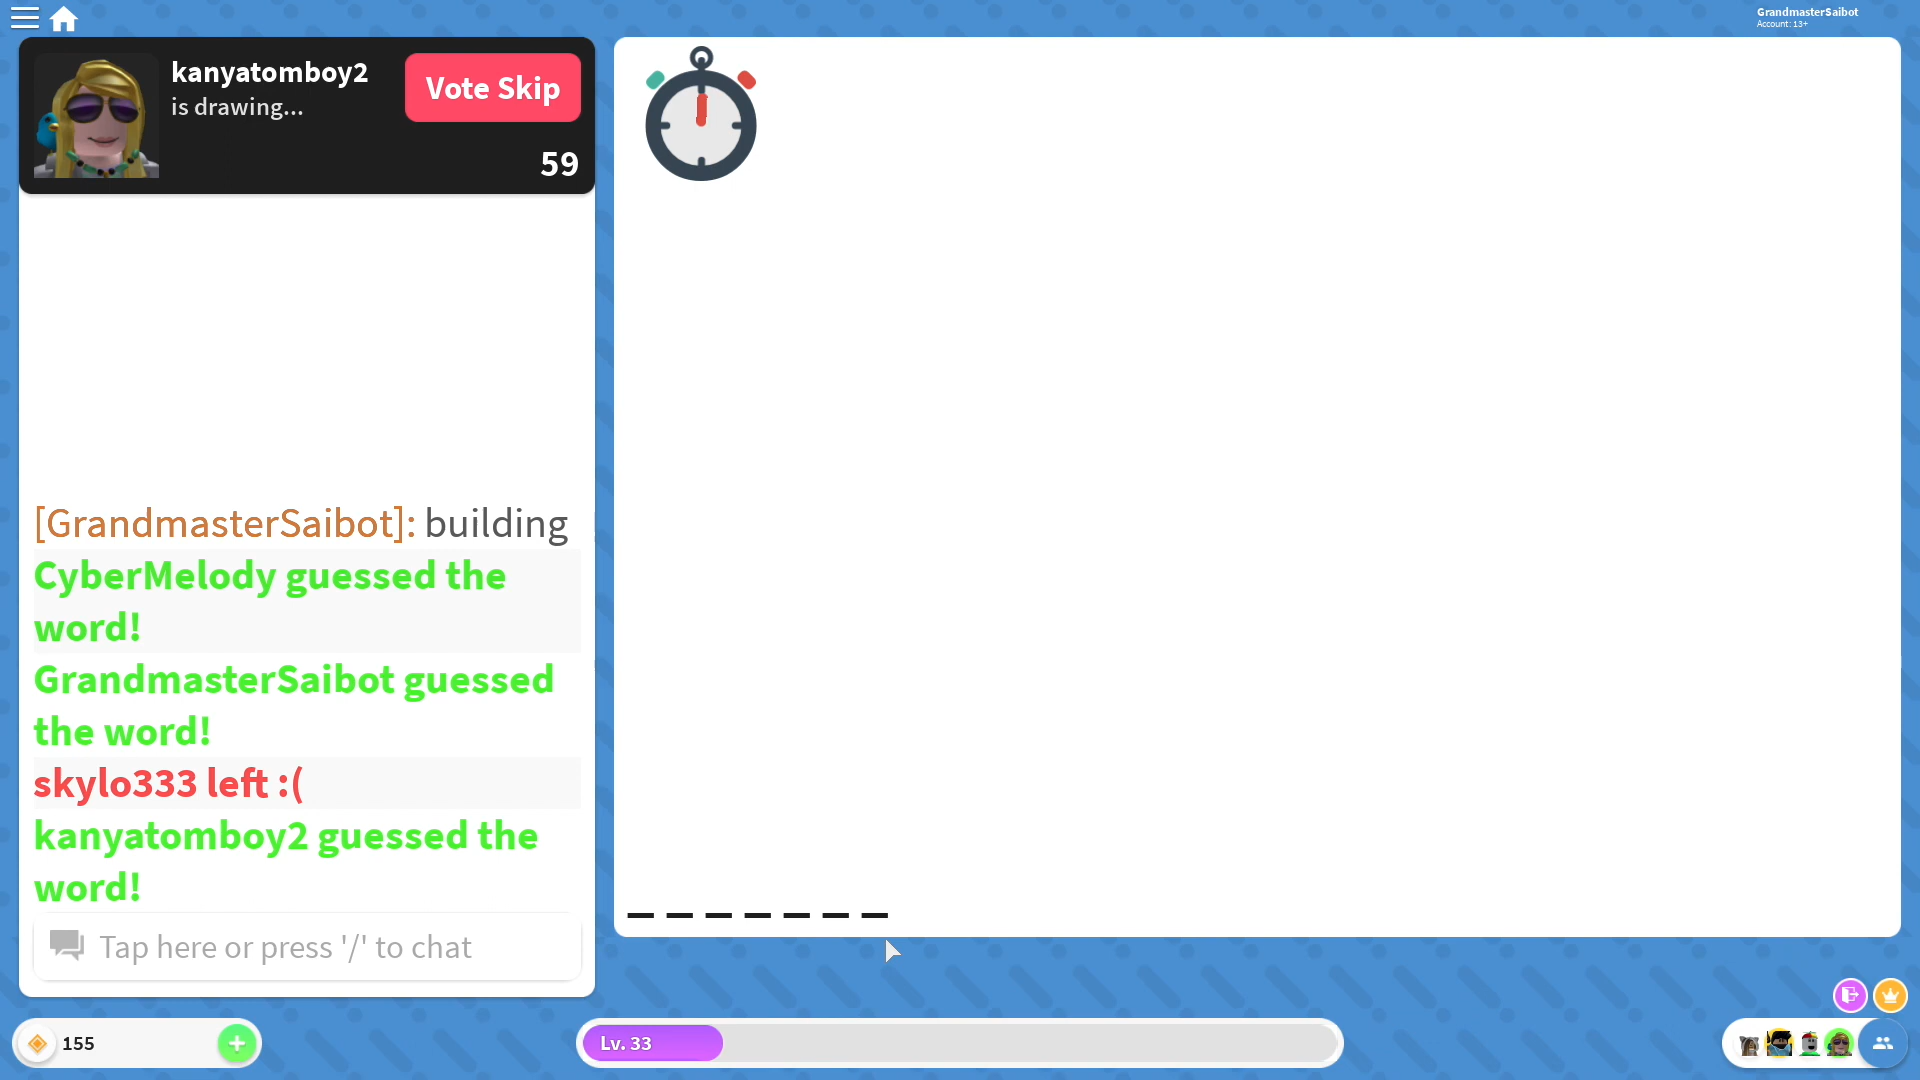 GrandmasterSaibot
Account: 13+
kanyatomboy2
is drawing...
Vote Skip
59
[GrandmasterSaibot]: building
CyberMelody guessed the
word!
GrandmasterSaibot guessed
the word!
skylo333 left :(
kanyatomboy2 guessed the
word!
Tap here or press '/' to chat
_ _ _ _ _ _ _
155
Lv. 33